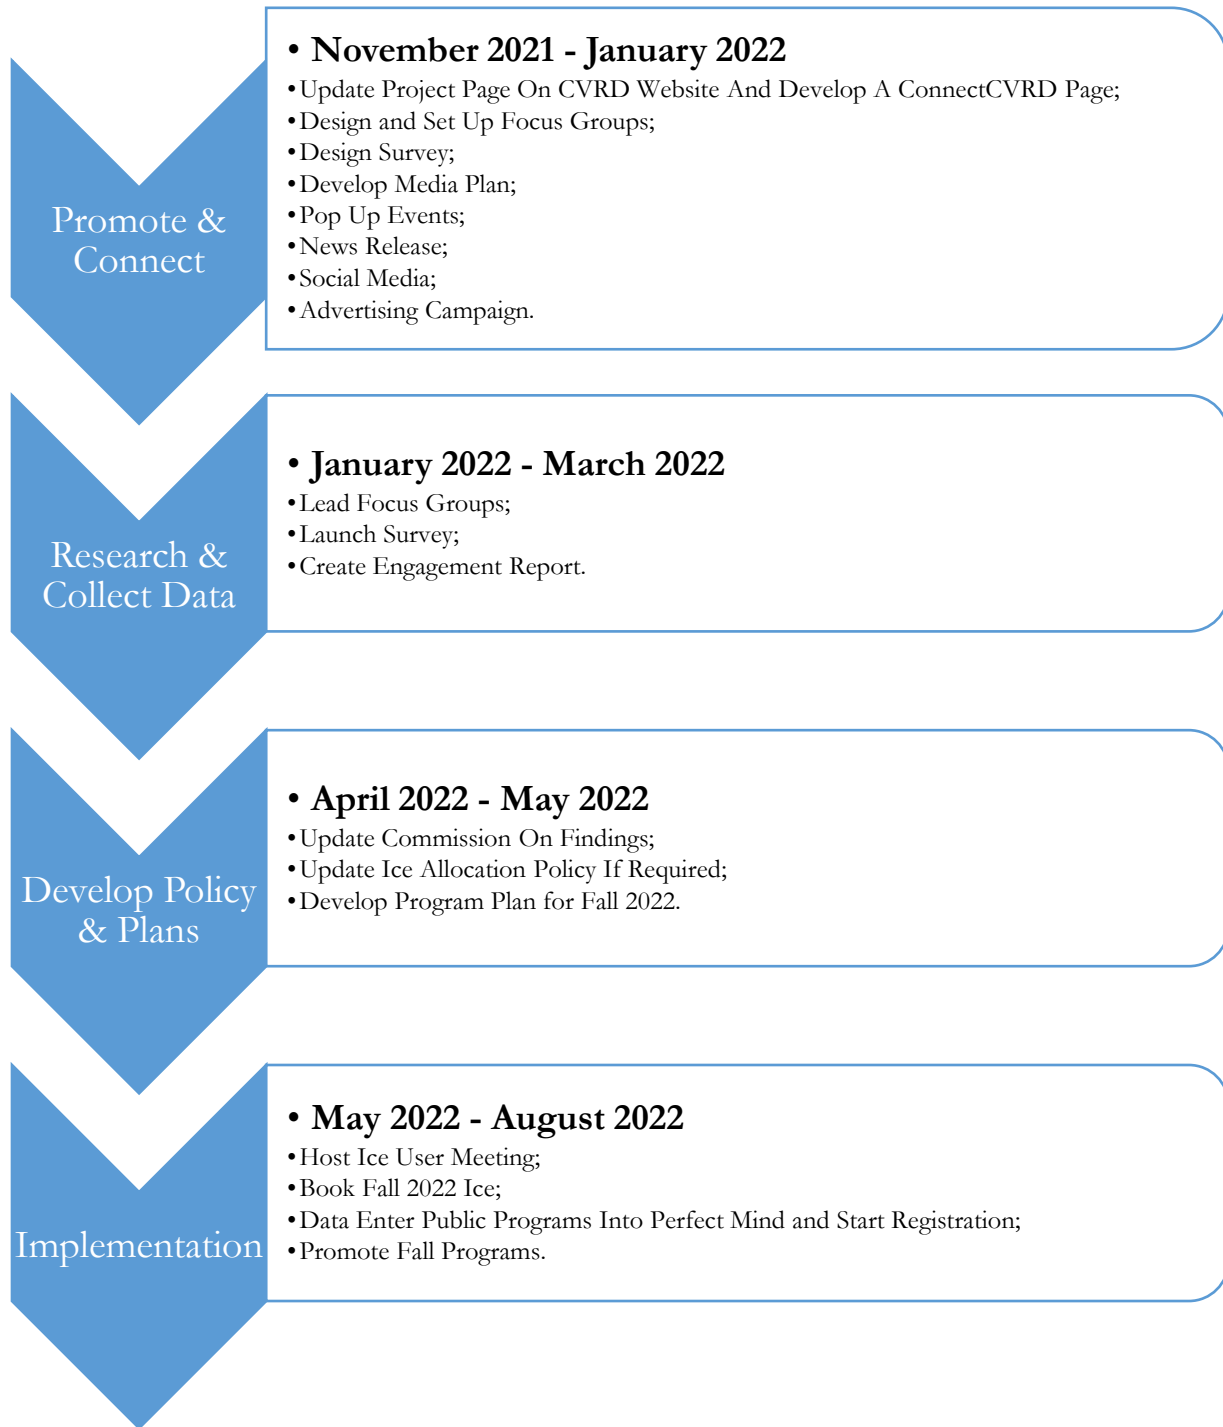 Promote &
Connect
• November 2021 - January 2022
•Update Project Page On CVRD Website And Develop A ConnectCVRD Page;
•Design and Set Up Focus Groups;
•Design Survey;
•Develop Media Plan;
•Pop Up Events;
•News Release;
•Social Media;
•Advertising Campaign.
Research &
Collect Data
• January 2022 - March 2022
•Lead Focus Groups;
•Launch Survey;
•Create Engagement Report.
Develop Policy
& Plans
• April 2022 - May 2022
•Update Commission On Findings;
•Update Ice Allocation Policy If Required;
•Develop Program Plan for Fall 2022.
Implementation
• May 2022 - August 2022
•Host Ice User Meeting;
•Book Fall 2022 Ice;
•Data Enter Public Programs Into Perfect Mind and Start Registration;
•Promote Fall Programs.